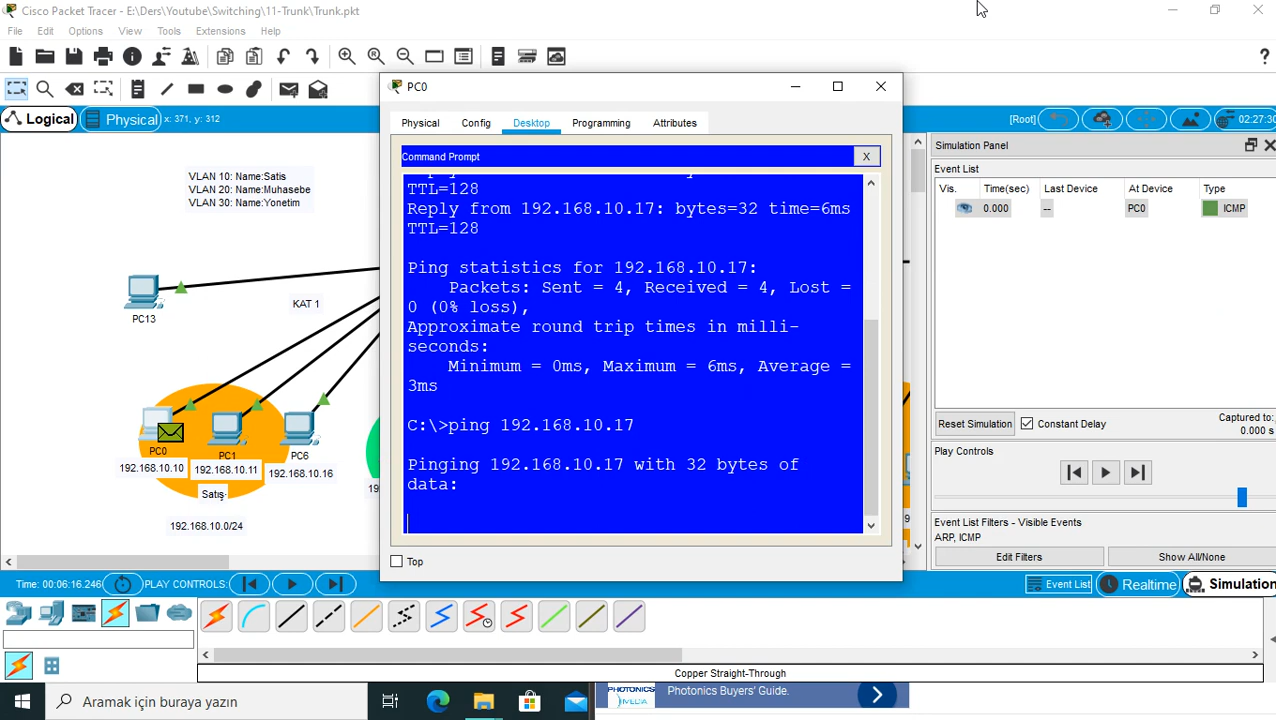 Cisco Packet Tracer - E:\Ders\Youtube\Switching\11-Trunk\Trunk.pkt
File Edit Options View Tools Extensions Help
?
Logical Physical x: 371, y: 312
[Root] 02:27:30
PC0
Physical Config Desktop Programming Attributes
Command Prompt X
TTL=128
Reply from 192.168.10.17: bytes=32 time=6ms
TTL=128
Ping statistics for 192.168.10.17:
Packets: Sent = 4, Received = 4, Lost =
0 (0% loss),
Approximate round trip times in milli-
seconds:
Minimum = 0ms, Maximum = 6ms, Average =
3ms
C:\>ping 192.168.10.17
Pinging 192.168.10.17 with 32 bytes of
data:
Top
VLAN 10: Name:Satis
VLAN 20: Name:Muhasebe
VLAN 30: Name:Yonetim
PC13
KAT 1
PC0 PC1 PC6
192.168.10.10 192.168.10.11 192.168.10.16 19
Satış
192.168.10.0/24
9
Simulation Panel
Event List
Vis. Time(sec) Last Device At Device Type
0.000 -- PC0 ICMP
Reset Simulation Constant Delay Captured to:
0.000 s
Play Controls
Event List Filters - Visible Events
ARP, ICMP
Edit Filters Show All/None
Time: 00:06:16.246 PLAY CONTROLS: Event List Realtime Simulation
Copper Straight-Through
Aramak için buraya yazın
PHOTONICS
MEDIA
Photonics Buyers' Guide.